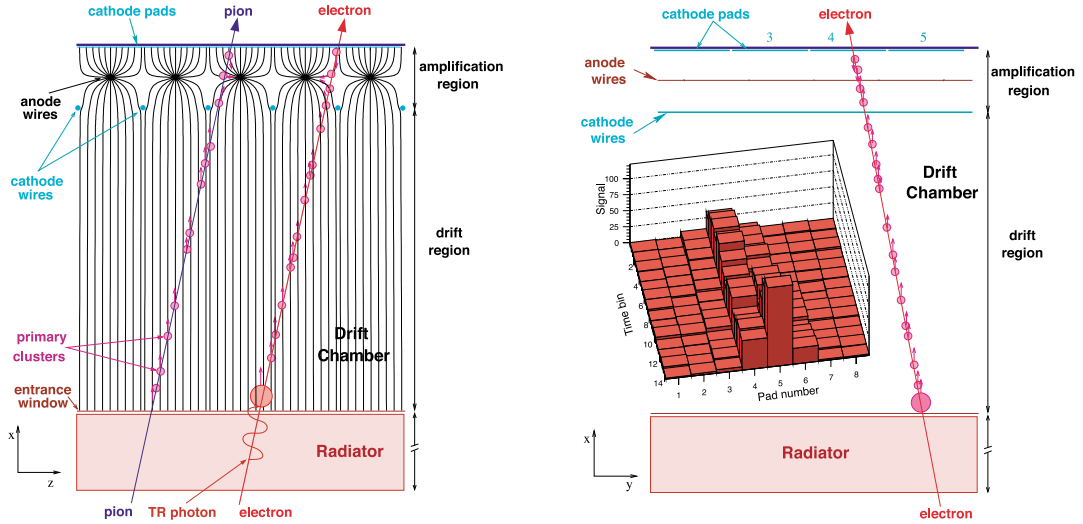 cathode pads
pion
electron
anode
wires
cathode
wires
primary
clusters
entrance
window
amplification
region
drift
region
Drift
Chamber
Radiator
x
z
pion
TR photon
electron
cathode pads
electron
3
4
5
anode
wires
cathode
wires
amplification
region
drift
region
Drift
Chamber
Signal
100
75
50
25
0
Time bin
2
4
6
8
10
12
14
1
2
3
4
5
6
7
8
Pad number
Radiator
x
y
electron